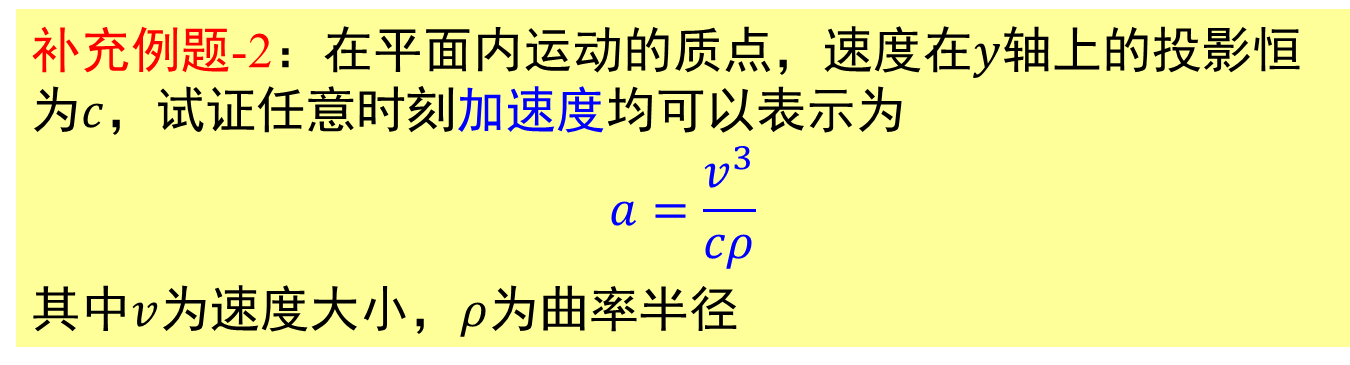 补充例题-2：在平面内运动的质点，速度在y轴上的投影恒
为c，试证任意时刻加速度均可以表示为
a = v³/cρ
其中v为速度大小，ρ为曲率半径